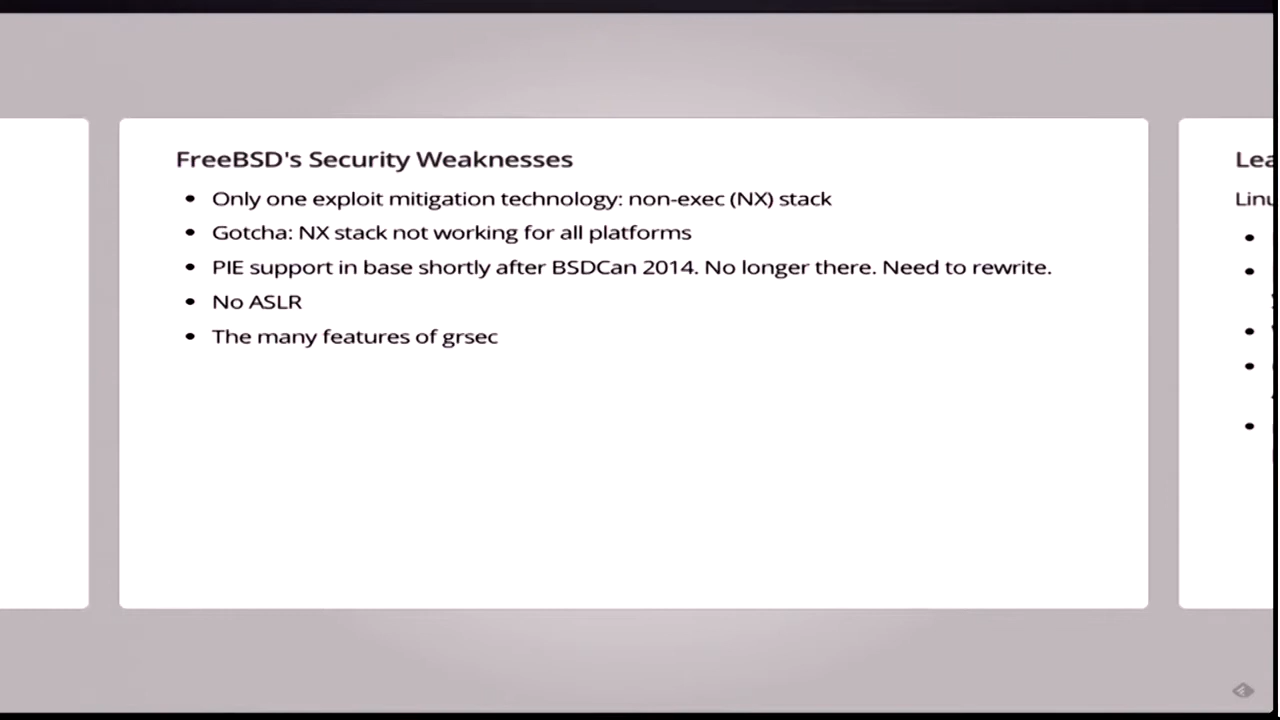 FreeBSD's Security Weaknesses
• Only one exploit mitigation technology: non-exec (NX) stack
• Gotcha: NX stack not working for all platforms
• PIE support in base shortly after BSDCan 2014. No longer there. Need to rewrite.
• No ASLR
• The many features of grsec